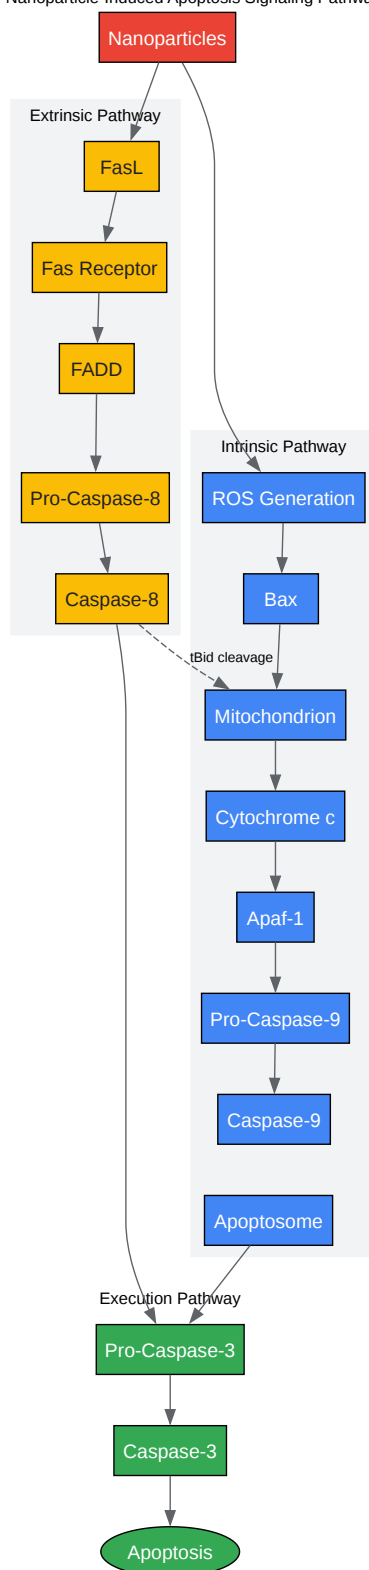 Nanoparticle-Induced Apoptosis Signaling
Nanoparticles
Extrinsic Pathway
FasL
Fas Receptor
FADD
Pro-Caspase-8
Caspase-8
Intrinsic Pathway
ROS Generation
Bax
tBid cleavage
Mitochondrion
Cytochrome c
Apaf-1
Pro-Caspase-9
Caspase-9
Apoptosome
Execution Pathway
Pro-Caspase-3
Caspase-3
Apoptosis